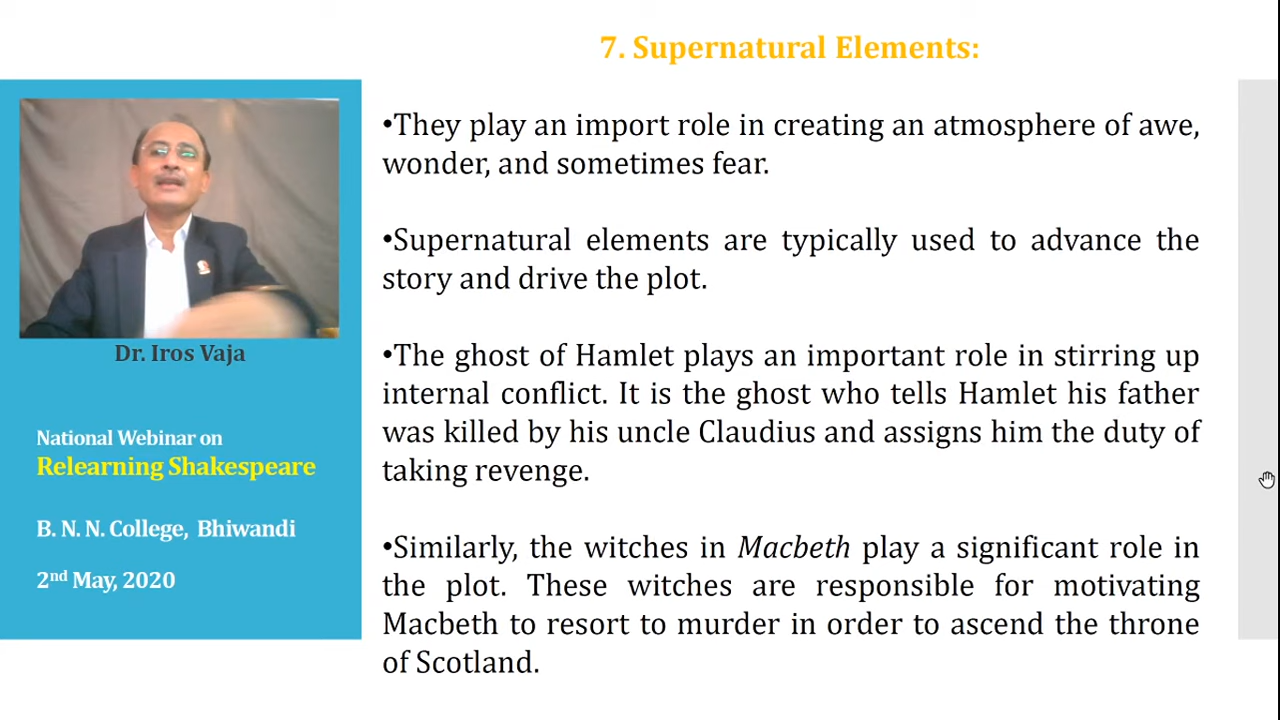 7. Supernatural Elements:
•They play an import role in creating an atmosphere of awe,
wonder, and sometimes fear.
•Supernatural elements are typically used to advance the
story and drive the plot.
•The ghost of Hamlet plays an important role in stirring up
internal conflict. It is the ghost who tells Hamlet his father
was killed by his uncle Claudius and assigns him the duty of
taking revenge.
•Similarly, the witches in Macbeth play a significant role in
the plot. These witches are responsible for motivating
Macbeth to resort to murder in order to ascend the throne
of Scotland.
Dr. Iros Vaja
National Webinar on
Relearning Shakespeare
B. N. N. College, Bhiwandi
2nd May, 2020